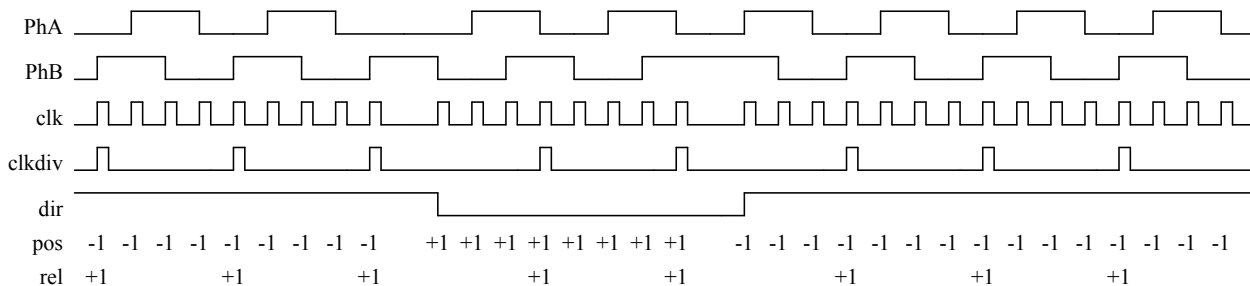 PhA
PhB
clk
clkdiv
dir
pos -1 -1 -1 -1 -1 -1 -1 -1 -1 +1 +1 +1 +1 +1 +1 +1 +1 -1 -1 -1 -1 -1 -1 -1 -1 -1 -1 -1 -1 -1 -1 -1
rel +1 +1 +1 +1 +1 +1 +1 +1